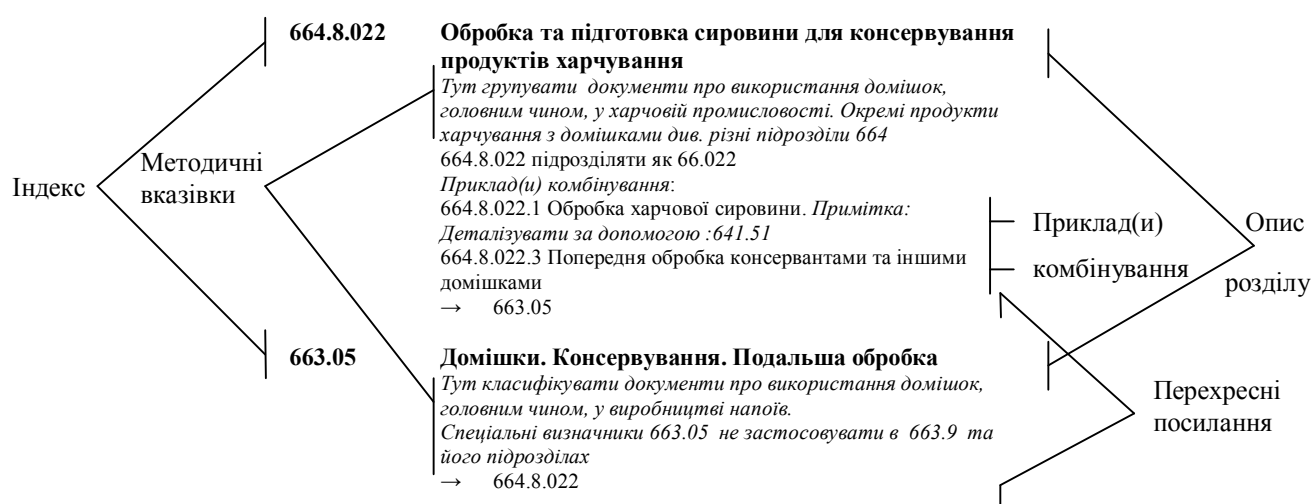 664.8.022 Обробка та підготовка сировини для консервування
продуктів харчування
Тут групувати документи про використання домішок,
головним чином, у харчовій промисловості. Окремі продукти
харчування з домішками див. різні підрозділи 664
664.8.022 підрозділяти як 66.022
Приклад(и) комбінування:
664.8.022.1 Обробка харчової сировини. Примітка:
Деталізувати за допомогою :641.51
664.8.022.3 Попередня обробка консервантами та іншими
домішками
→ 663.05
663.05 Домішки. Консервування. Подальша обробка
Тут класифікувати документи про використання домішок,
головним чином, у виробництві напоїв.
Спеціальні визначники 663.05 не застосовувати в 663.9 та
його підрозділах
→ 664.8.022
Індекс
Методичні
вказівки
Приклад(и)
комбінування
Опис
розділу
Перехресні
посилання